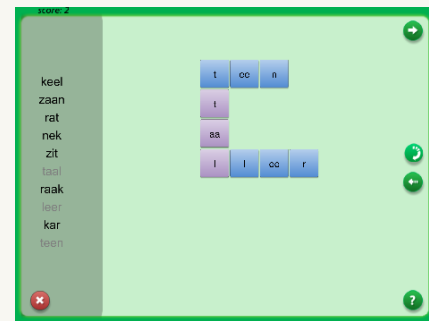 score: 2
keel
zaan
rat
nek
zit
taal
raak
leer
kar
teen
t ee n
t
aa
l l ee r
?